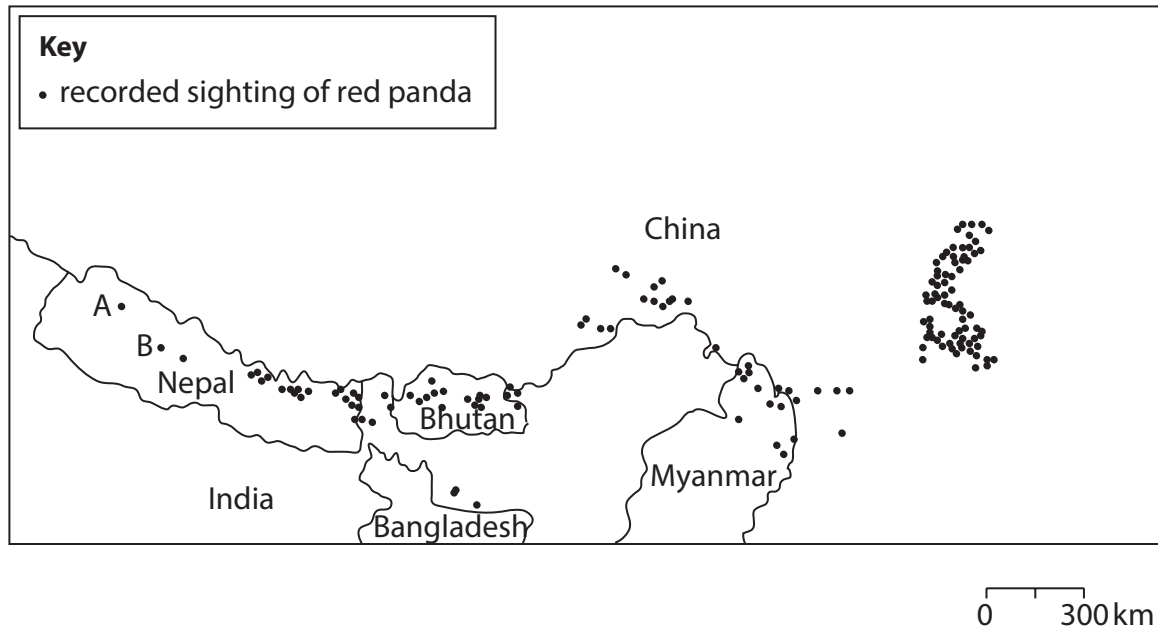 Key
• recorded sighting of red panda
China
A
B
Nepal
Bhutan
India
Myanmar
Bangladesh
0 300 km